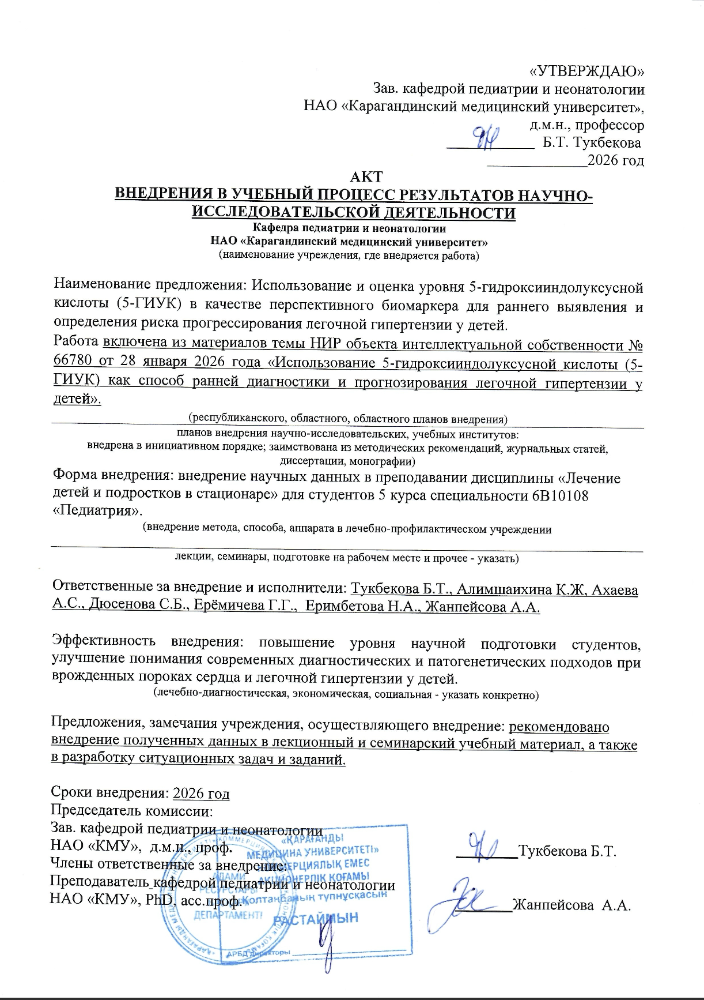 «УТВЕРЖДАЮ»
Зав. кафедрой педиатрии и неонатологии
НАО «Карагандинский медицинский университет»,
д.м.н., профессор
____________ Б.Т. Тукбекова
_____________2026 год
АКТ
ВНЕДРЕНИЯ В УЧЕБНЫЙ ПРОЦЕСС РЕЗУЛЬТАТОВ НАУЧНО-
ИССЛЕДОВАТЕЛЬСКОЙ ДЕЯТЕЛЬНОСТИ
Кафедра педиатрии и неонатологии
НАО «Карагандинский медицинский университет»
(наименование учреждения, где внедряется работа)
Наименование предложения: Использование и оценка уровня 5-гидроксииндолуксусной
кислоты (5-ГИУК) в качестве перспективного биомаркера для раннего выявления и
определения риска прогрессирования легочной гипертензии у детей.
Работа включена из материалов темы НИР объекта интеллектуальной собственности №
66780 от 28 января 2026 года «Использование 5-гидроксииндолуксусной кислоты (5-
ГИУК) как способ ранней диагностики и прогнозирования легочной гипертензии у
детей».
(республиканского, областного, областного планов внедрения)
планов внедрения научно-исследовательских, учебных институтов:
внедрена в инициативном порядке; заимствована из методических рекомендаций, журнальных статей,
диссертации, монографии)
Форма внедрения: внедрение научных данных в преподавании дисциплины «Лечение
детей и подростков в стационаре» для студентов 5 курса специальности 6В10108
«Педиатрия».
(внедрение метода, способа, аппарата в лечебно-профилактическом учреждении
лекции, семинары, подготовке на рабочем месте и прочее - указать)
Ответственные за внедрение и исполнители: Тукбекова Б.Т., Алимшаихина К.Ж, Ахаева
А.С., Дюсенова С.Б., Ерёмичева Г.Г., Еримбетова Н.А., Жанпейсова А.А.
Эффективность внедрения: повышение уровня научной подготовки студентов,
улучшение понимания современных диагностических и патогенетических подходов при
врожденных пороках сердца и легочной гипертензии у детей.
(лечебно-диагностическая, экономическая, социальная - указать конкретно)
Предложения, замечания учреждения, осуществляющего внедрение: рекомендовано
внедрение полученных данных в лекционный и семинарский учебный материал, а также
в разработку ситуационных задач и заданий.
Сроки внедрения: 2026 год
Председатель комиссии:
Зав. кафедрой педиатрии и неонатологии
НАО «КМУ», д.м.н., проф. ________Тукбекова Б.Т.
Члены ответственные за внедрение:
Преподаватель кафедрой педиатрии и неонатологии
НАО «КМУ», PhD, асс.проф. ________Жанпейсова А.А.
«ҚАРАҒАНДЫ
МЕДИЦИНА УНИВЕРСИТЕТІ»
КОММЕРЦИЯЛЫҚ ЕМЕС
АКЦИОНЕРЛІК ҚОҒАМЫ
Қолтаңбаның түпнұсқасын
РАСТАЙМЫН
АРБД директоры
АДАМИ
РЕСУРСТАРЫ
ДЕПАРТАМЕНТІ